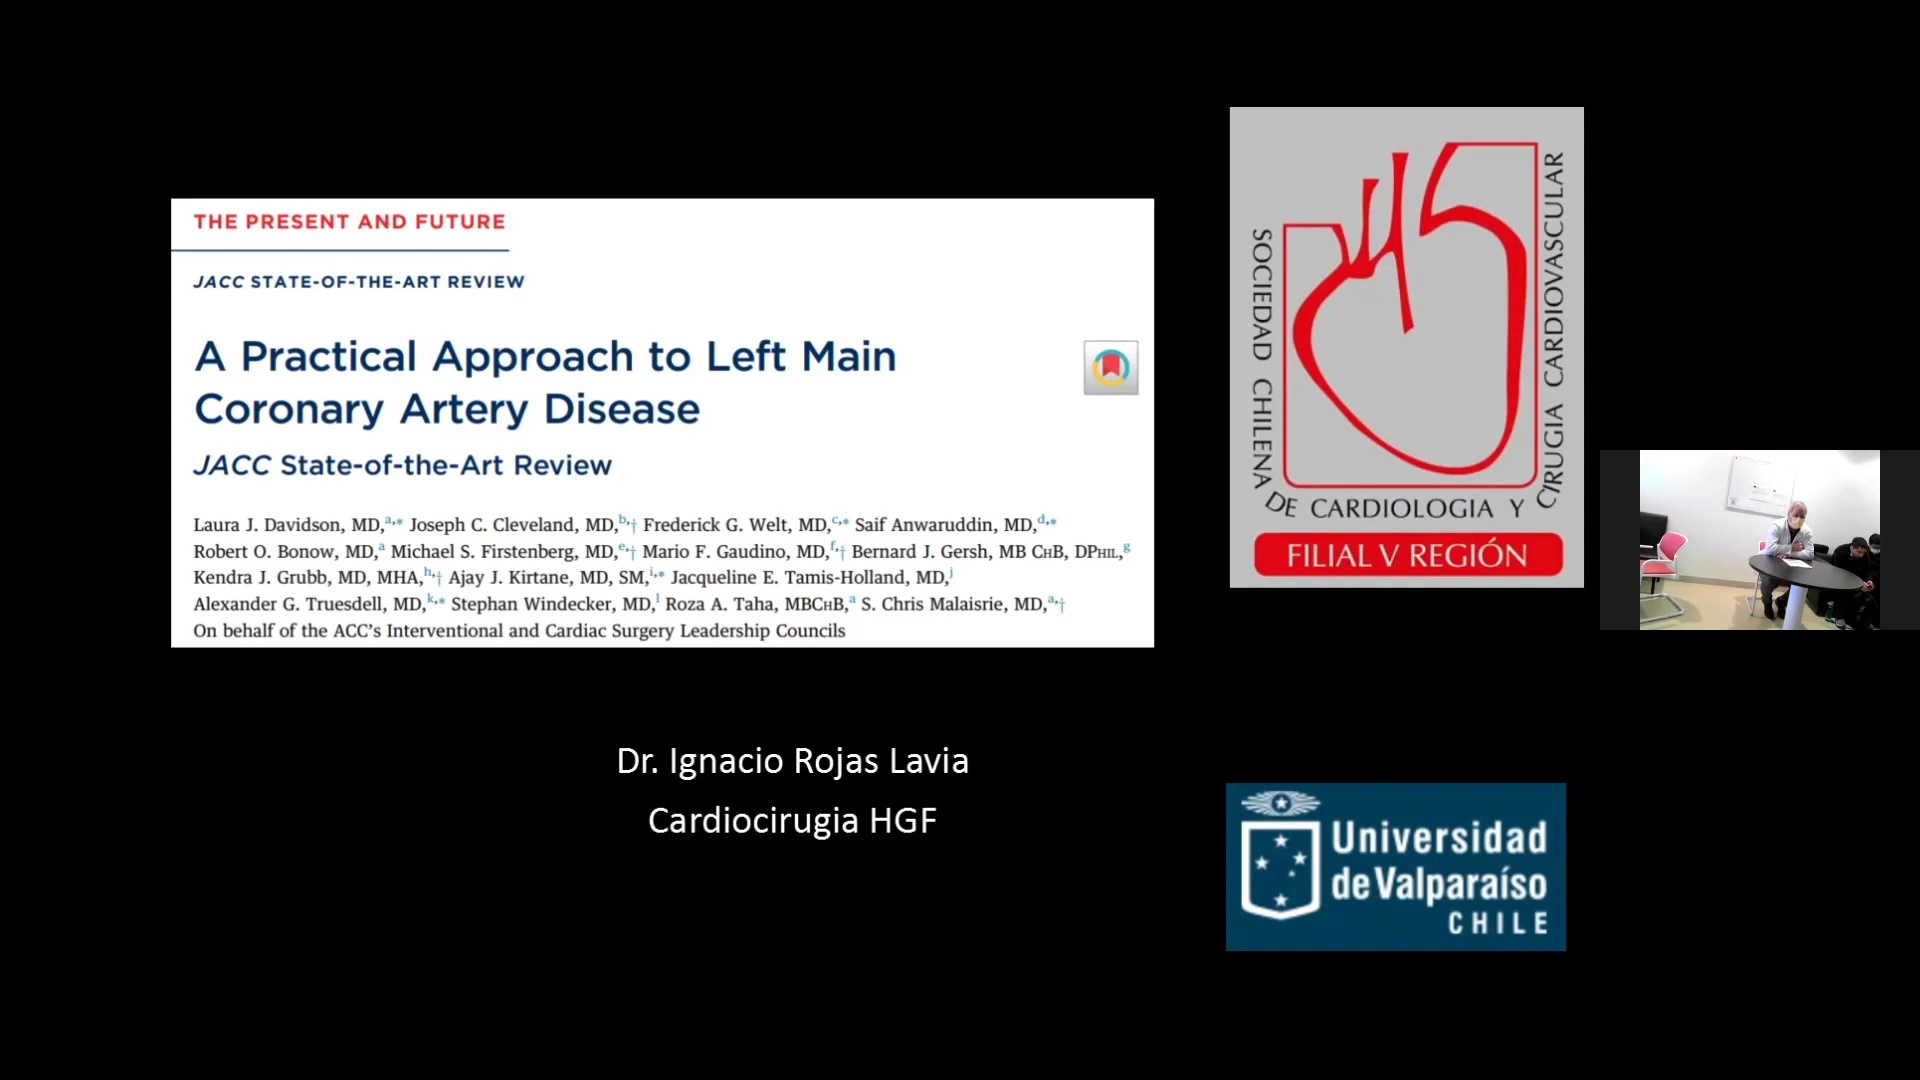 THE PRESENT AND FUTURE
JACC STATE-OF-THE-ART REVIEW
A Practical Approach to Left Main
Coronary Artery Disease
JACC State-of-the-Art Review
Laura J. Davidson, MD,a,* Joseph C. Cleveland, MD,b,† Frederick G. Welt, MD,c,* Saif Anwaruddin, MD,d,*
Robert O. Bonow, MD,a Michael S. Firstenberg, MD,e,† Mario F. Gaudino, MD,f,† Bernard J. Gersh, MB CHB, DPHIL,g
Kendra J. Grubb, MD, MHA,h,† Ajay J. Kirtane, MD, SM,i,* Jacqueline E. Tamis-Holland, MD,j
Alexander G. Truesdell, MD,k,* Stephan Windecker, MD,l Roza A. Taha, MBCHB,a S. Chris Malaisrie, MD,a,†
On behalf of the ACC's Interventional and Cardiac Surgery Leadership Councils
SOCIEDAD CHILENA DE CARDIOLOGIA Y CIRUGIA CARDIOVASCULAR
FILIAL V REGIÓN
Dr. Ignacio Rojas Lavia
Cardiocirugia HGF
Universidad
de Valparaíso
CHILE